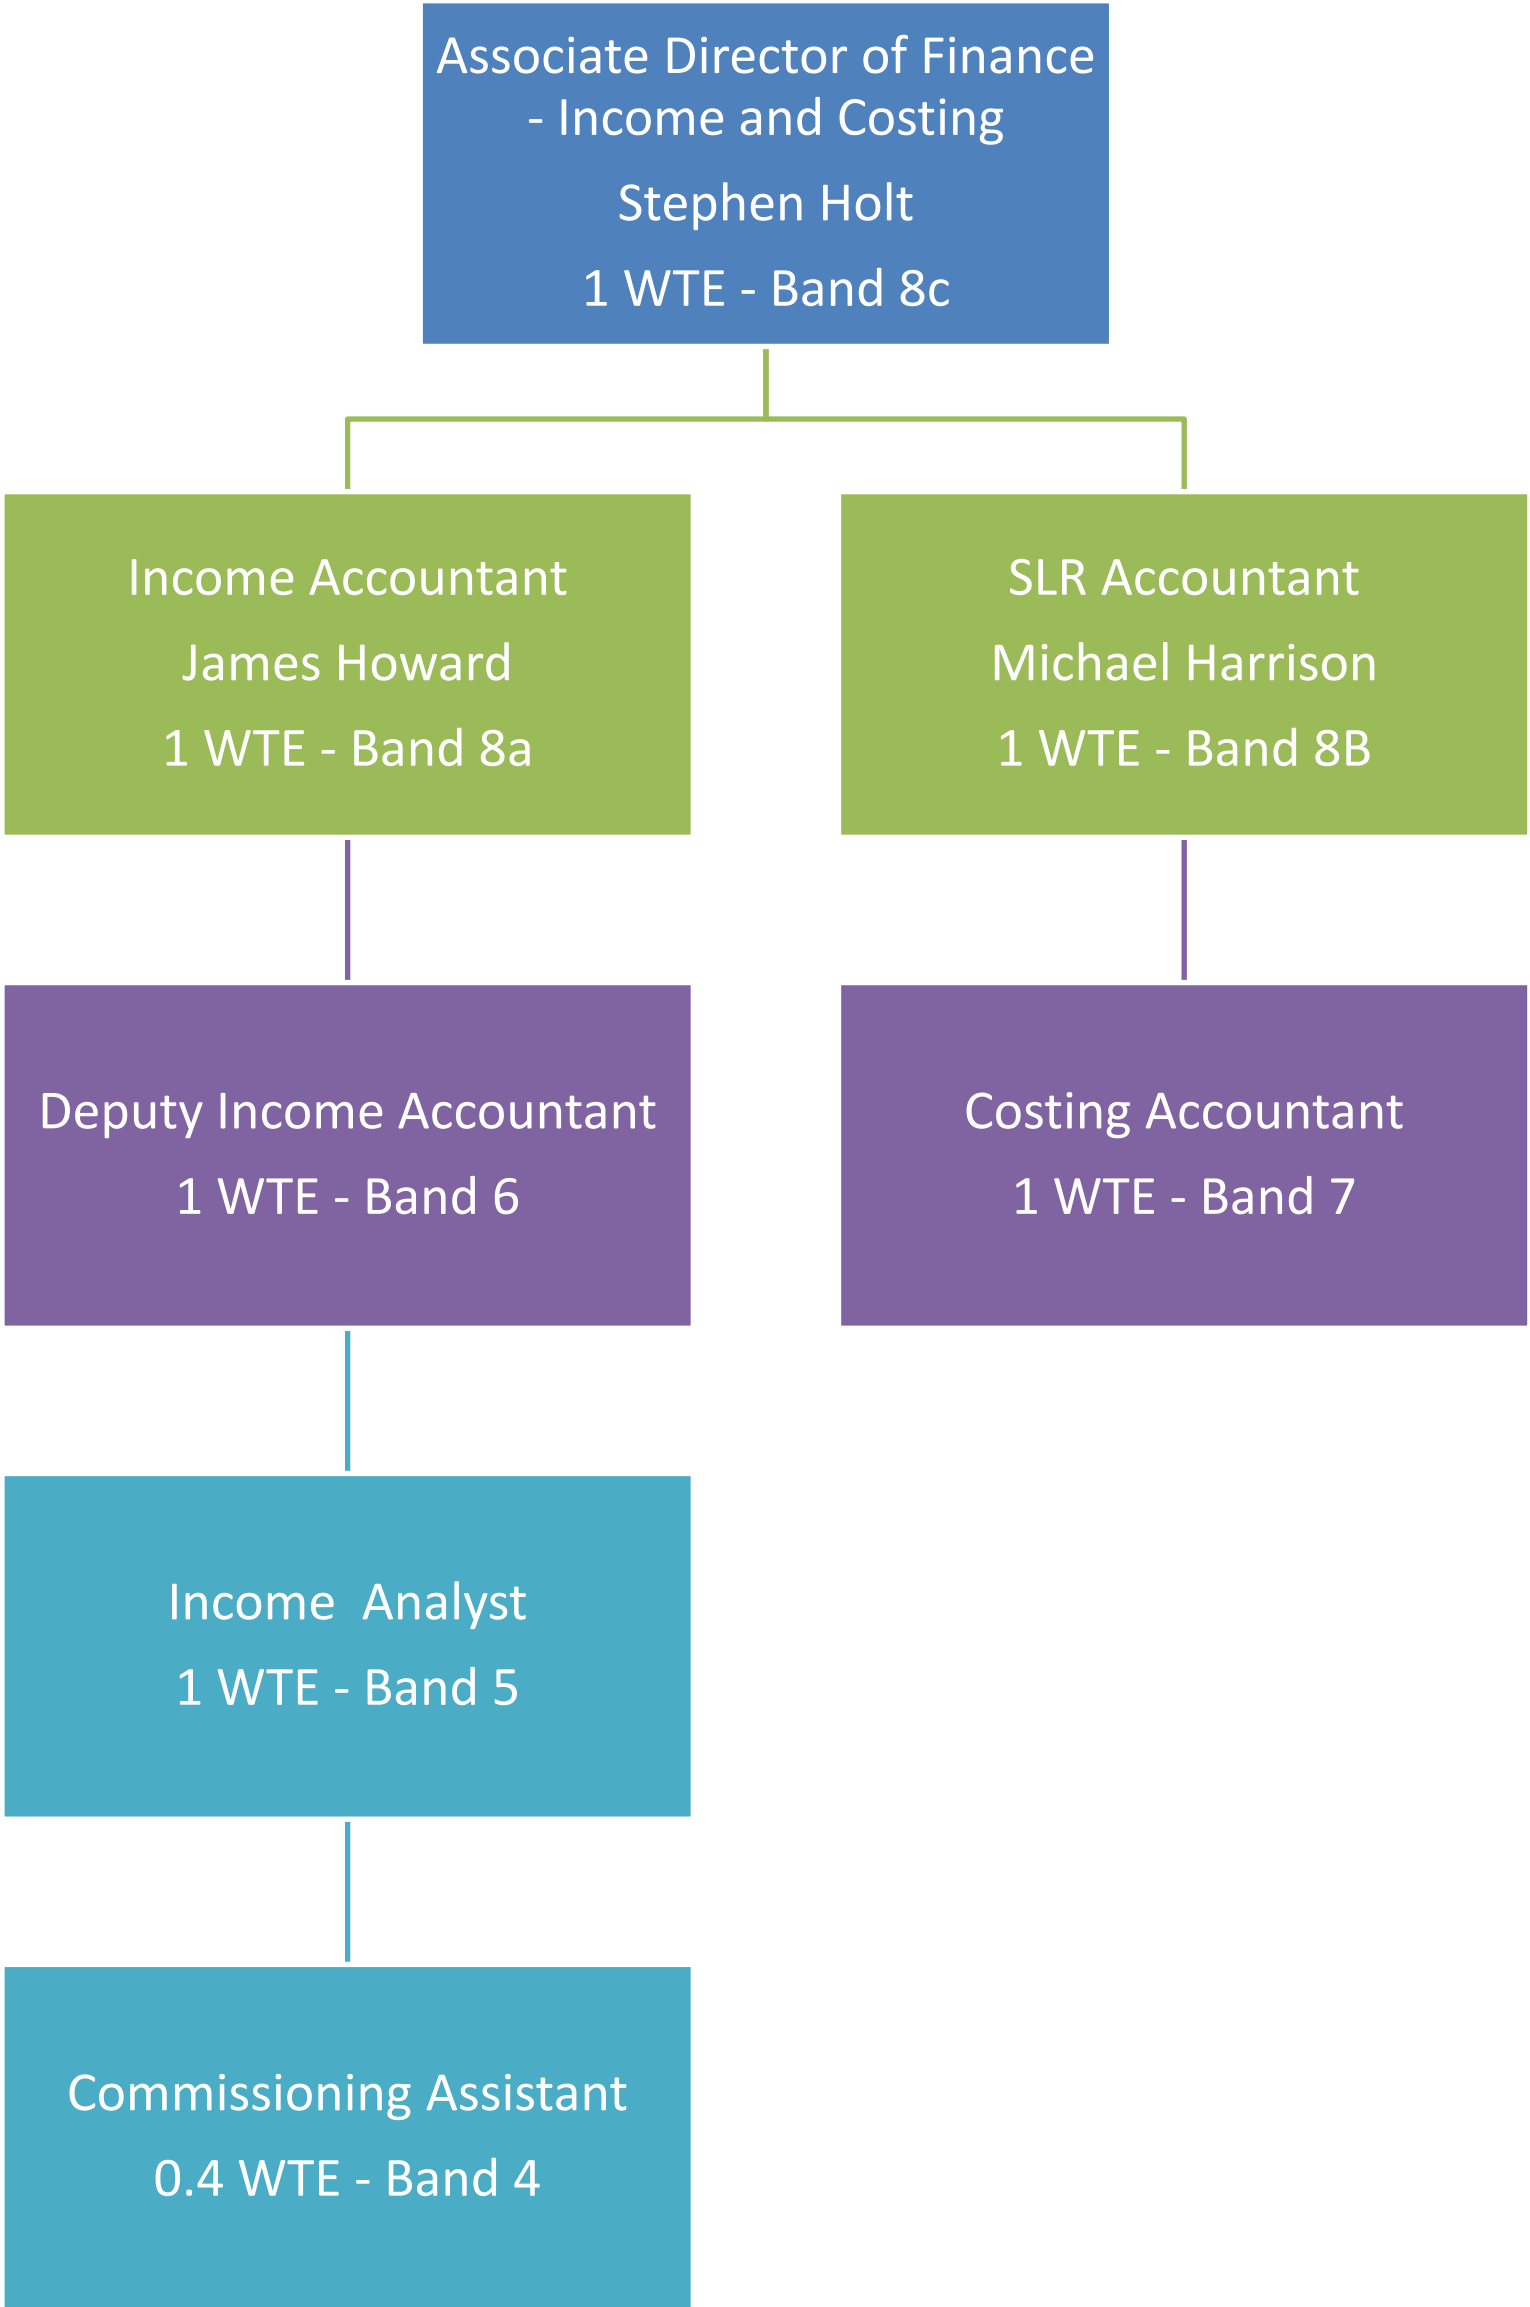 Associate Director of Finance
- Income and Costing
Stephen Holt
1 WTE - Band 8c
Income Accountant
James Howard
1 WTE - Band 8a
SLR Accountant
Michael Harrison
1 WTE - Band 8B
Deputy Income Accountant
1 WTE - Band 6
Costing Accountant
1 WTE - Band 7
Income  Analyst
1 WTE - Band 5
Commissioning Assistant
0.4 WTE - Band 4